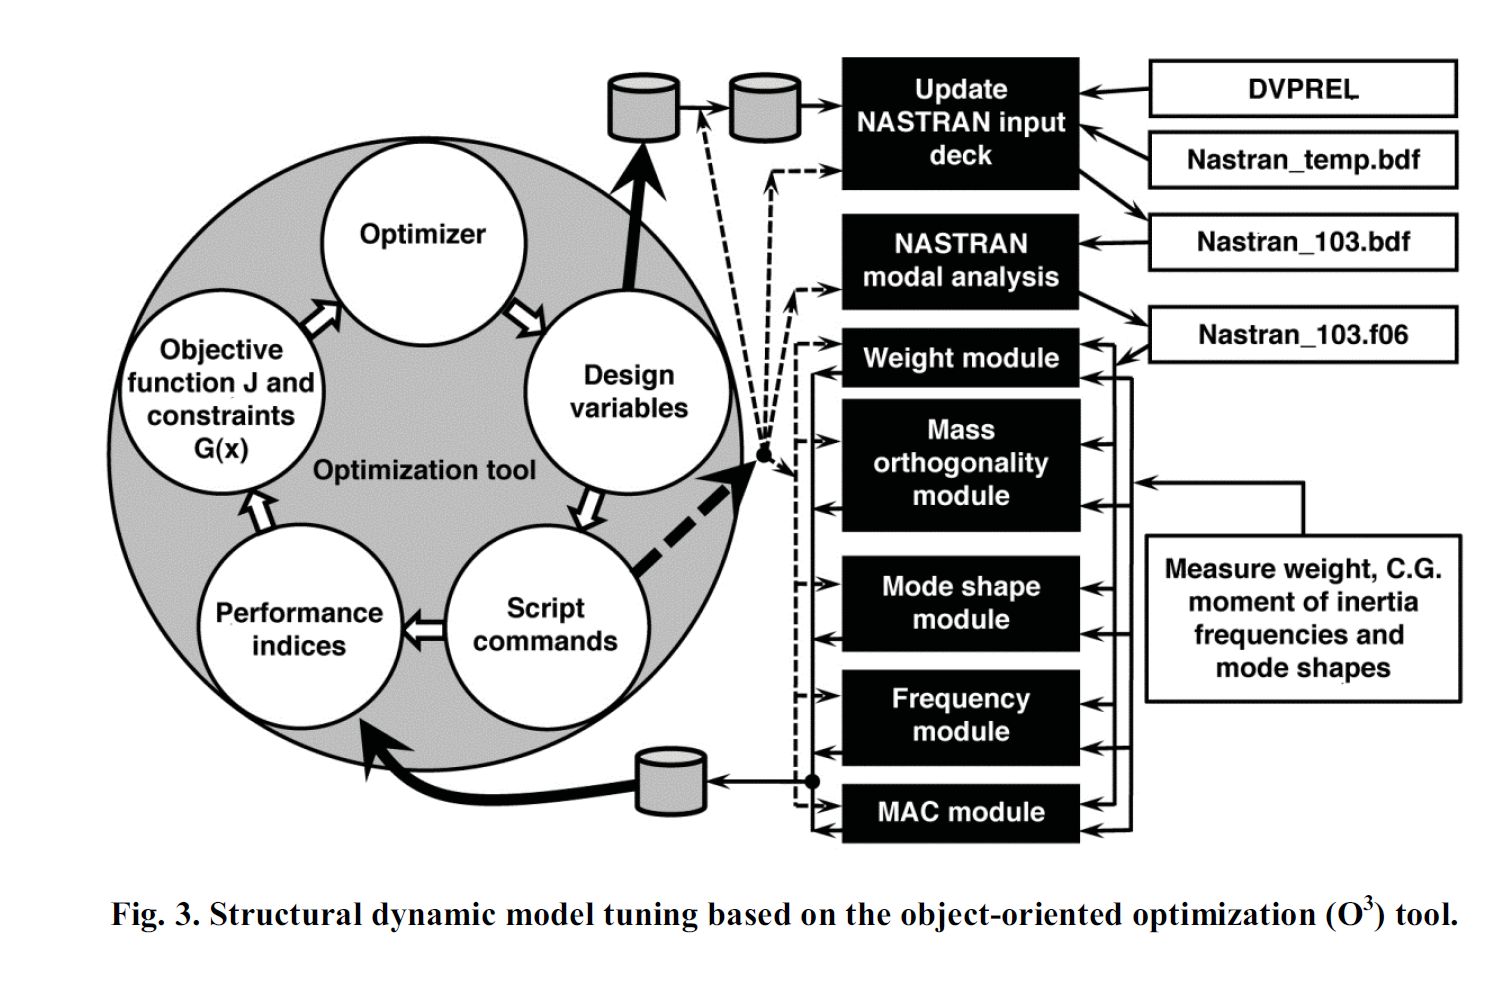 Optimizer
Objective
function J and
constraints
G(x)
Design
variables
Optimization tool
Performance
indices
Script
commands
Update
NASTRAN input
deck
NASTRAN
modal analysis
Weight module
Mass
orthogonality
module
Mode shape
module
Frequency
module
MAC module
DVPREL
Nastran_temp.bdf
Nastran_103.bdf
Nastran_103.f06
Measure weight, C.G.
moment of inertia
frequencies and
mode shapes
Fig. 3. Structural dynamic model tuning based on the object-oriented optimization (O³) tool.